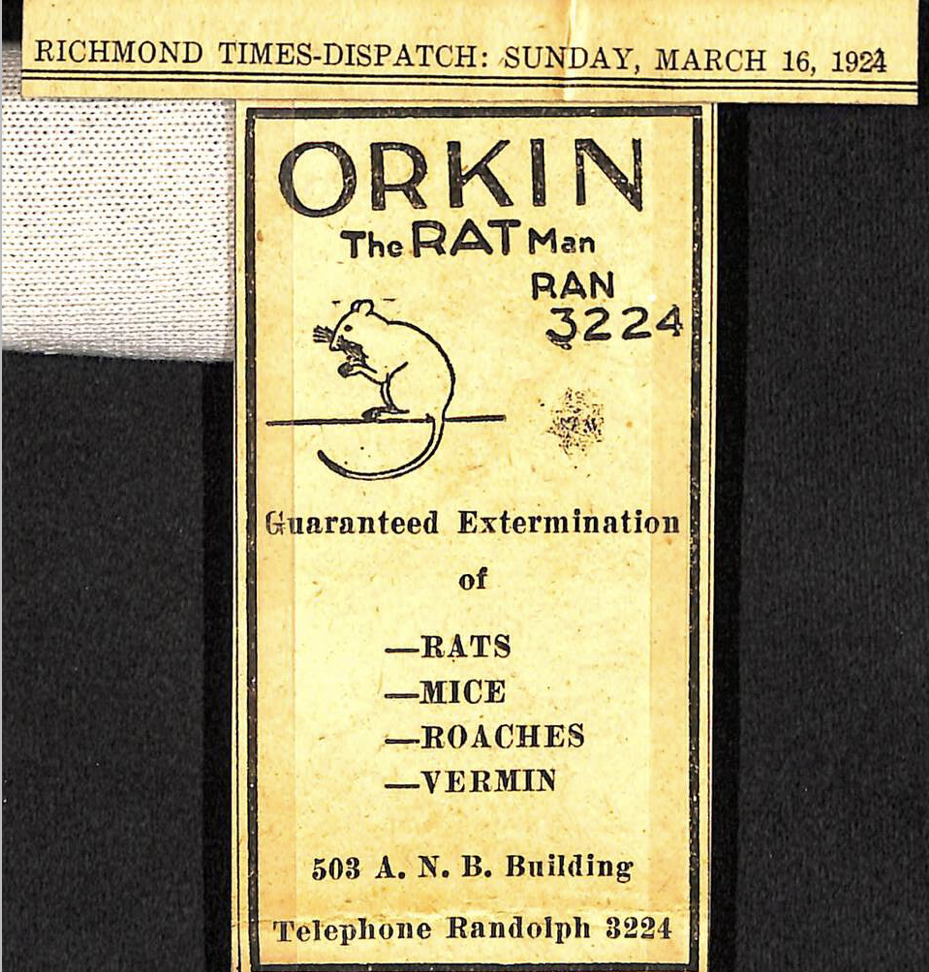 RICHMOND TIMES-DISPATCH: SUNDAY, MARCH 16, 1924
ORKIN
The RAT Man
RAN
3224
Guaranteed Extermination
of
—RATS
—MICE
—ROACHES
—VERMIN
503 A. N. B. Building
Telephone Randolph 3224